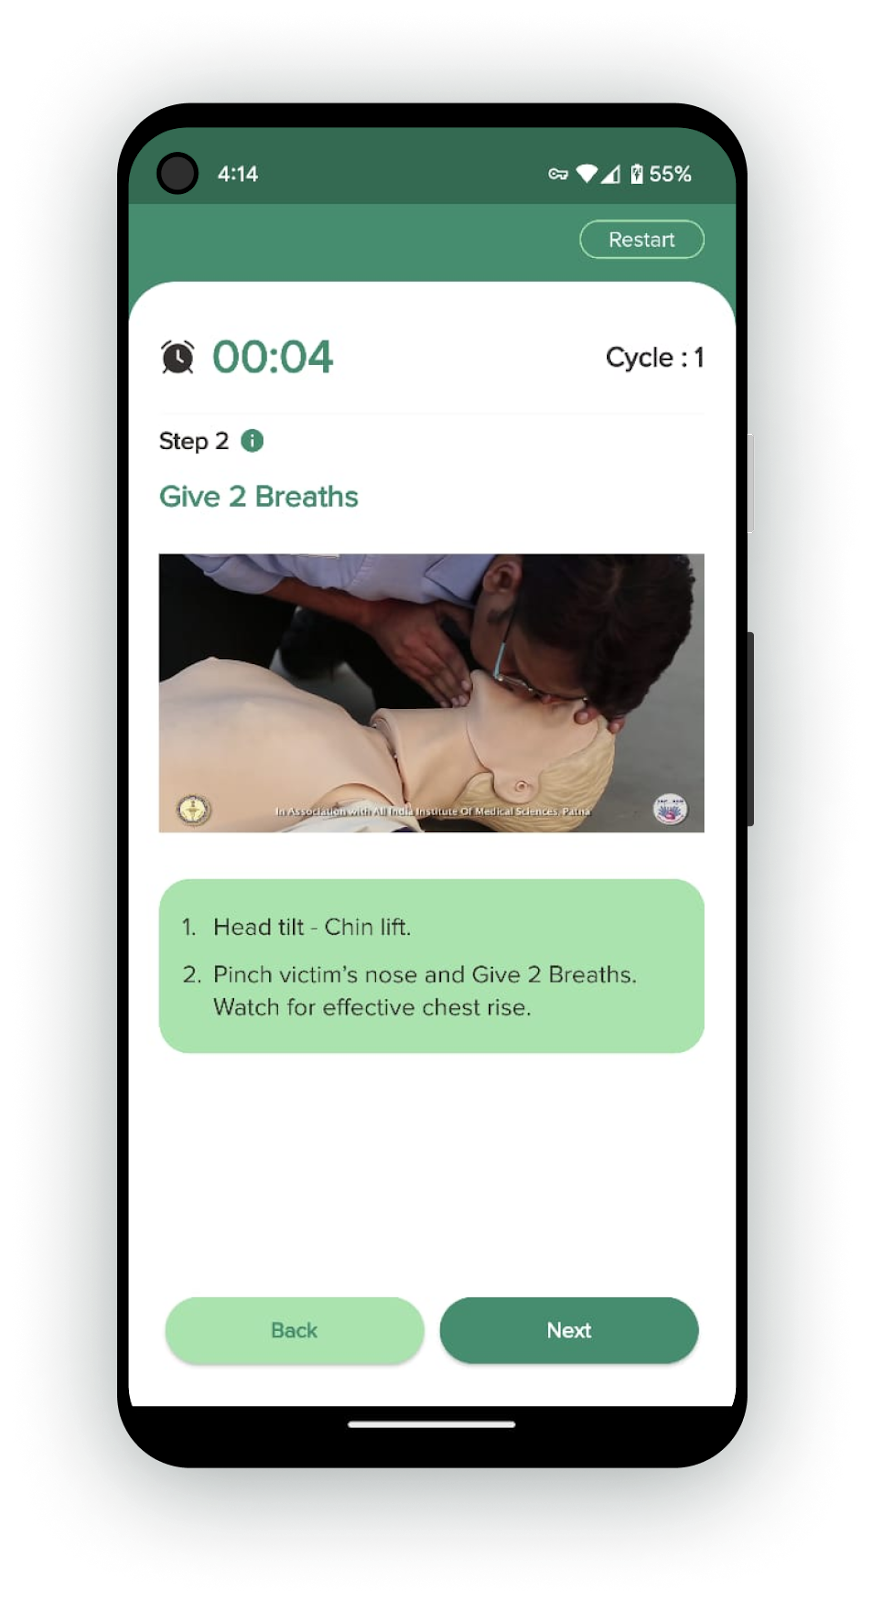 4:14
55%
Restart
00:04
Cycle : 1
Step 2
Give 2 Breaths
In Association with All India Institute Of Medical Sciences, Patna
1. Head tilt - Chin lift.
2. Pinch victim’s nose and Give 2 Breaths.
Watch for effective chest rise.
Back
Next